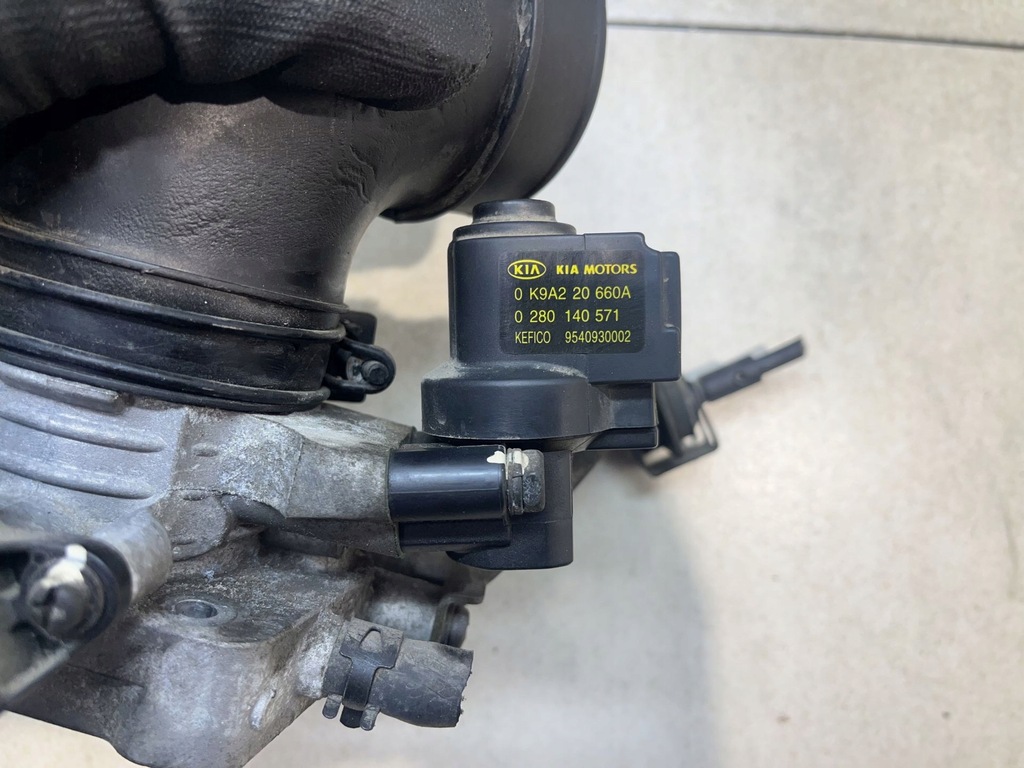 KIA KIA MOTORS
0 K9A2 20 660A
0 280 140 571
KEFICO 9540930002